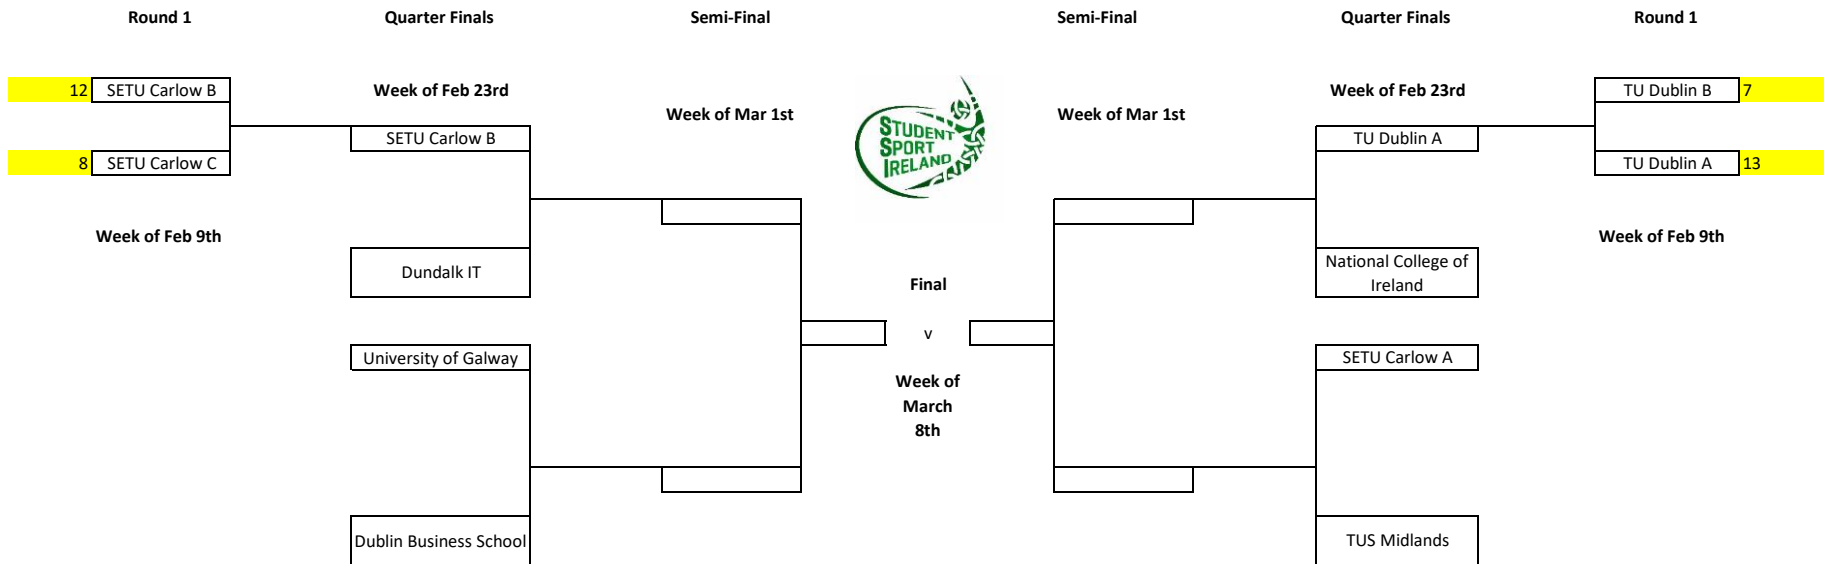 Round 1
Quarter Finals
Semi-Final
Semi-Final
Quarter Finals
Round 1
12 SETU Carlow B
Week of Feb 23rd
Week of Feb 23rd
TU Dublin B 7
Week of Mar 1st
STUDENT
SPORT
IRELAND
Week of Mar 1st
SETU Carlow B
TU Dublin A
8 SETU Carlow C
TU Dublin A 13
Week of Feb 9th
Week of Feb 9th
Dundalk IT
National College of
Ireland
Final
v
University of Galway
SETU Carlow A
Week of
March
8th
Dublin Business School
TUS Midlands